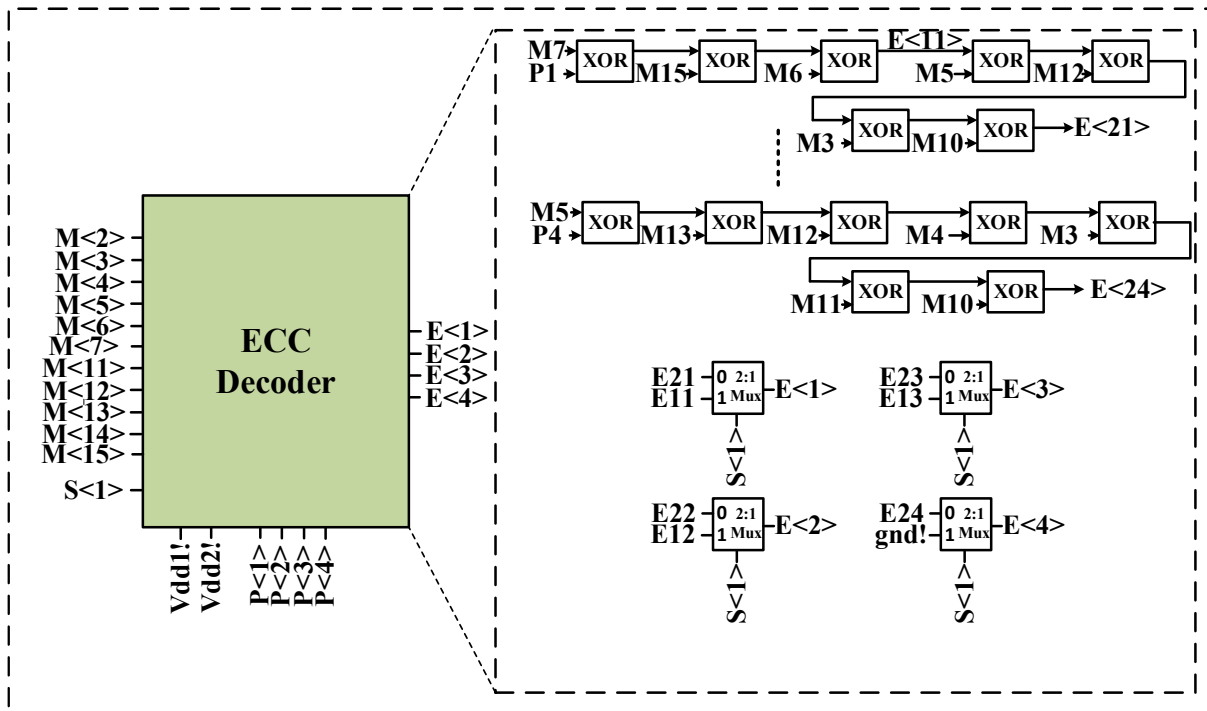 M<2>
M<3>
M<4>
M<5>
M<6>
M<7>
M<11>
M<12>
M<13>
M<14>
M<15>
S<1>
ECC
Decoder
E<1>
E<2>
E<3>
E<4>
Vdd1!
Vdd2!
P<1>
P<2>
P<3>
P<4>
M7 XOR XOR XOR E<11> XOR XOR
P1 M15 M6 M5 M12
XOR XOR E<21>
M3 M10
M5 XOR XOR XOR XOR XOR
P4 M13 M12 M4 M3
XOR XOR E<24>
M11 M10
E21 0 2:1 E<1>
E11 1 Mux
S<1>
E23 0 2:1 E<3>
E13 1 Mux
S<1>
E22 0 2:1 E<2>
E12 1 Mux
S<1>
E24 0 2:1 E<4>
gnd! 1 Mux
S<1>